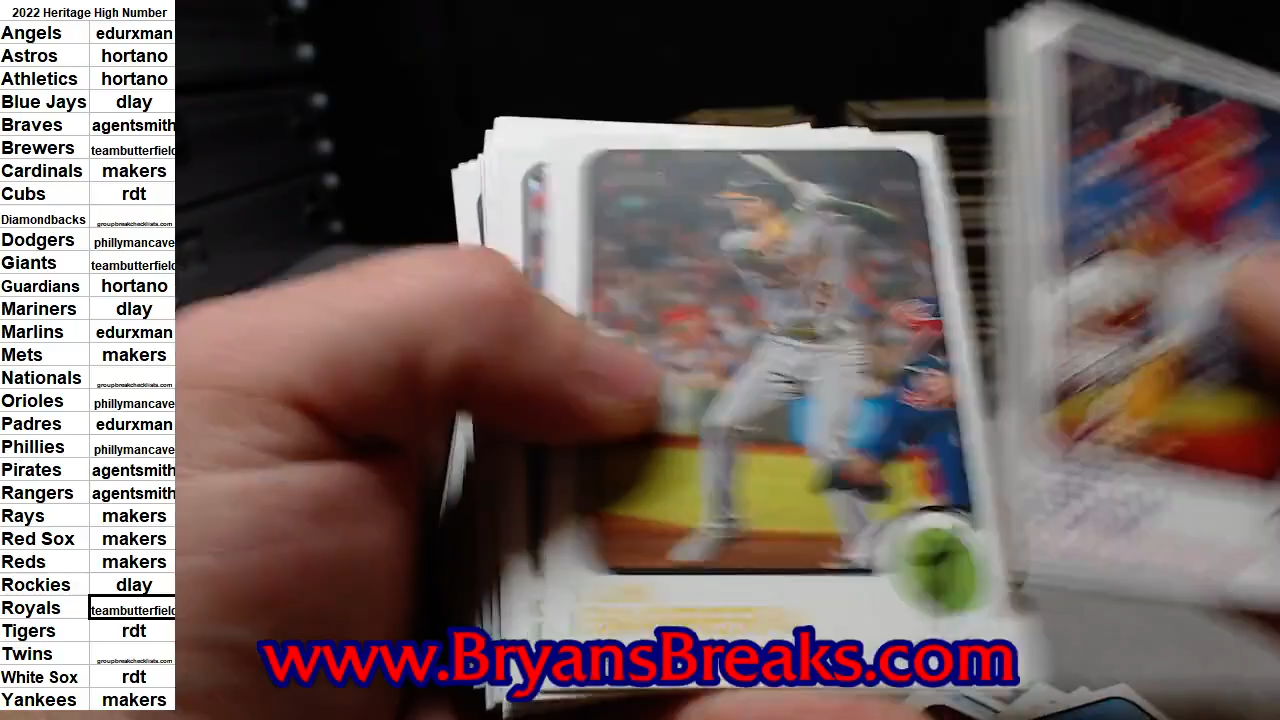 2022 Heritage High Number
Angels edurxman
Astros hortano
Athletics hortano
Blue Jays dlay
Braves agentsmith
Brewers teambutterfield
Cardinals makers
Cubs rdt
Diamondbacks groupbreakchecklists.com
Dodgers phillymancave
Giants teambutterfield
Guardians hortano
Mariners dlay
Marlins edurxman
Mets makers
Nationals groupbreakchecklists.com
Orioles phillymancave
Padres edurxman
Phillies phillymancave
Pirates agentsmith
Rangers agentsmith
Rays makers
Red Sox makers
Reds makers
Rockies dlay
Royals teambutterfield
Tigers rdt
Twins groupbreakchecklists.com
White Sox rdt
Yankees makers
www.BryansBreaks.com